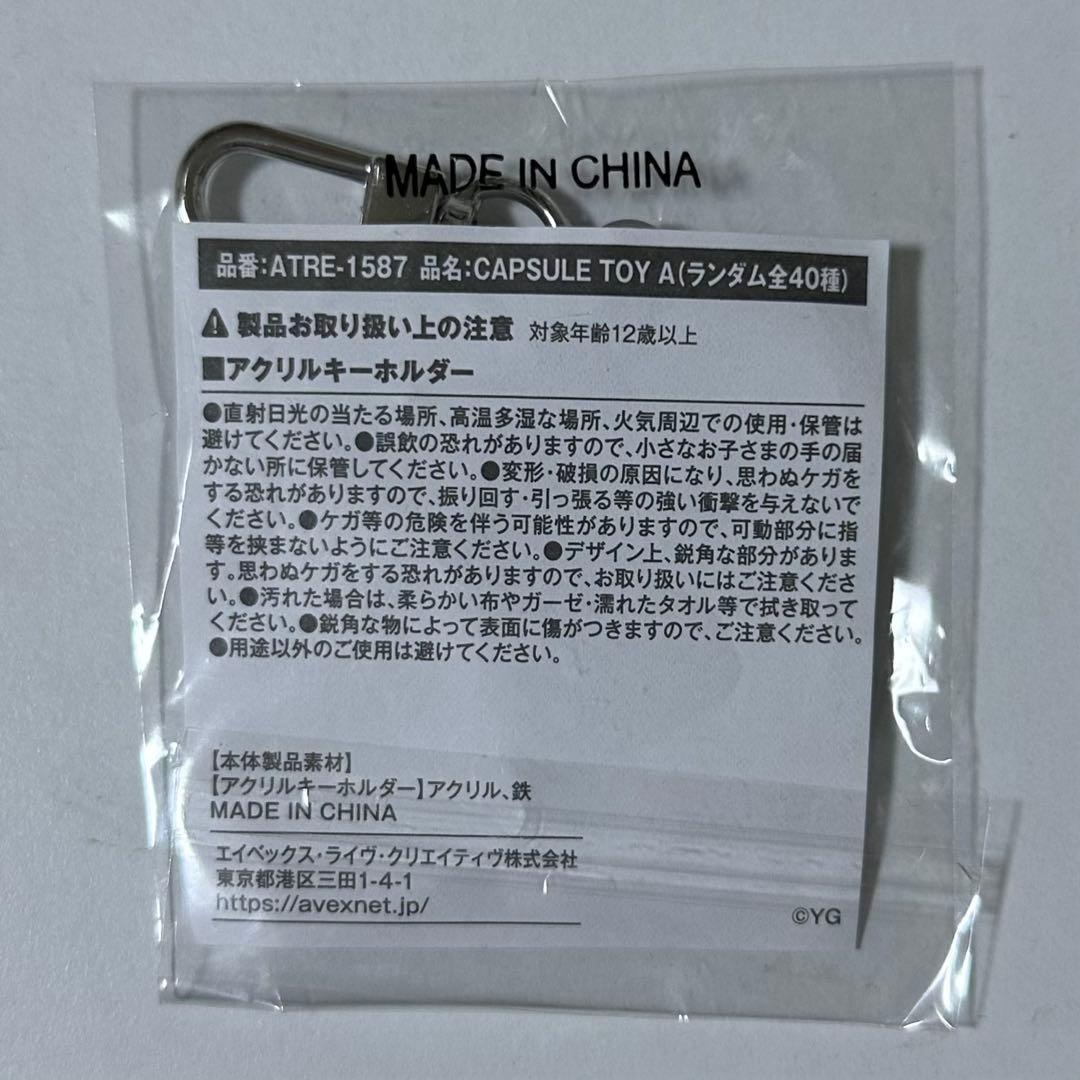 MADE IN CHINA
品番:ATRE-1587 品名:CAPSULE TOY A(ランダム全40種)
⚠ 製品お取り扱い上の注意 対象年齢12歳以上
■アクリルキーホルダー
●直射日光の当たる場所、高温多湿な場所、火気周辺での使用・保管は
避けてください。●誤飲の恐れがありますので、小さなお子さまの手の届
かない所に保管してください。●変形・破損の原因になり、思わぬケガを
する恐れがありますので、振り回す・引っ張る等の強い衝撃を与えないで
ください。●ケガ等の危険を伴う可能性がありますので、可動部分に指
等を挟まないようにご注意ください。●デザイン上、鋭角な部分がありま
す。思わぬケガをする恐れがありますので、お取り扱いにはご注意くださ
い。●汚れた場合は、柔らかい布やガーゼ・濡れたタオル等で拭き取って
ください。●鋭角な物によって表面に傷がつきますので、ご注意ください。
●用途以外のご使用は避けてください。
【本体製品素材】
【アクリルキーホルダー】アクリル、鉄
MADE IN CHINA
エイベックス・ライヴ・クリエイティヴ株式会社
東京都港区三田1-4-1
https://avexnet.jp/
©YG